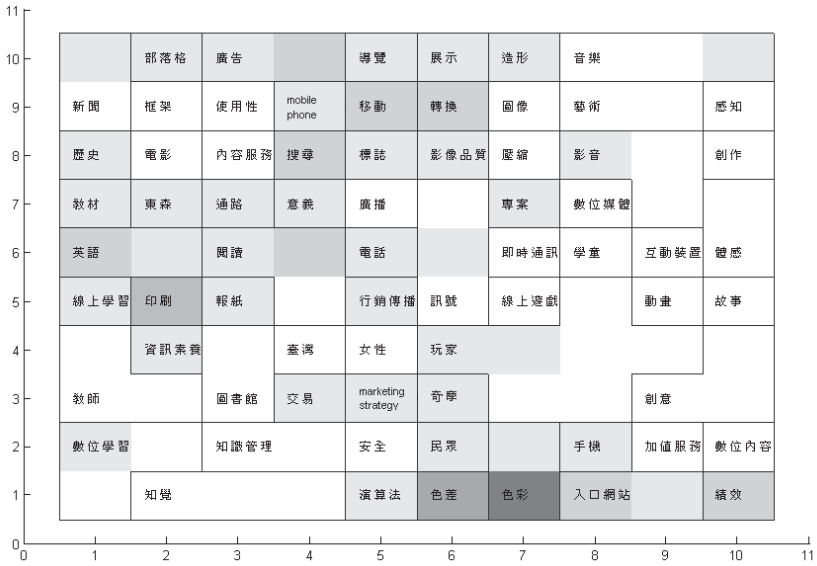 11
10
部落格 廣告 導覽 展示 造形 音樂
9
新聞 框架 使用性 mobile phone 移動 轉換 圖像 藝術 感知
8
歷史 電影 內容服務 搜尋 標誌 影像品質 壓縮 影音 創作
7
教材 東森 通路 意義 廣播 專案 數位媒體
6
英語 閱讀 電話 即時通訊 學童 互動裝置 體感
5
線上學習 印刷 報紙 行銷傳播 訊號 線上遊戲 動畫 故事
4
資訊素養 臺灣 女性 玩家
3
教師 圖書館 交易 marketing strategy 奇摩 創意
2
數位學習 知識管理 安全 民眾 手機 加值服務 數位內容
1
知覺 演算法 色差 色彩 入口網站 績效
0
0 1 2 3 4 5 6 7 8 9 10 11